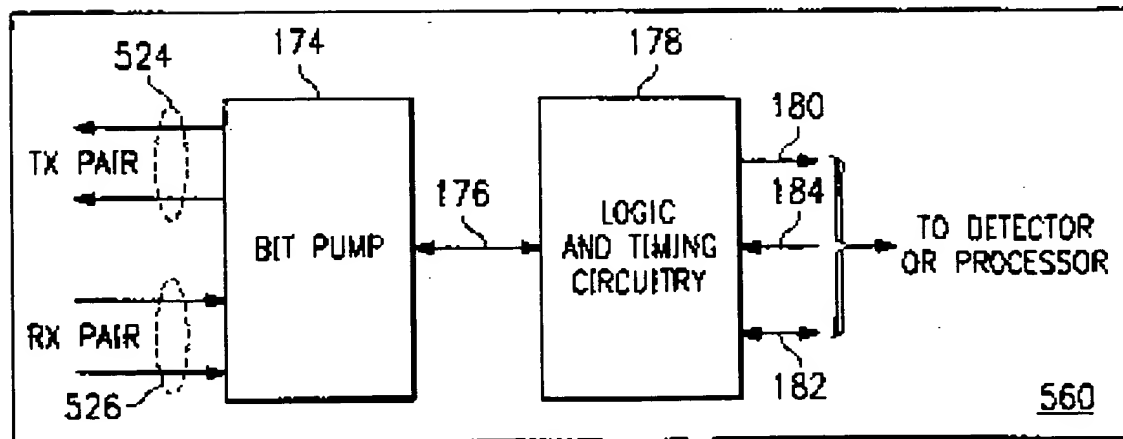 524
174
178
180
TX PAIR
176
184
BIT PUMP
LOGIC
AND TIMING
CIRCUITRY
TO DETECTOR
OR PROCESSOR
RX PAIR
182
526
560